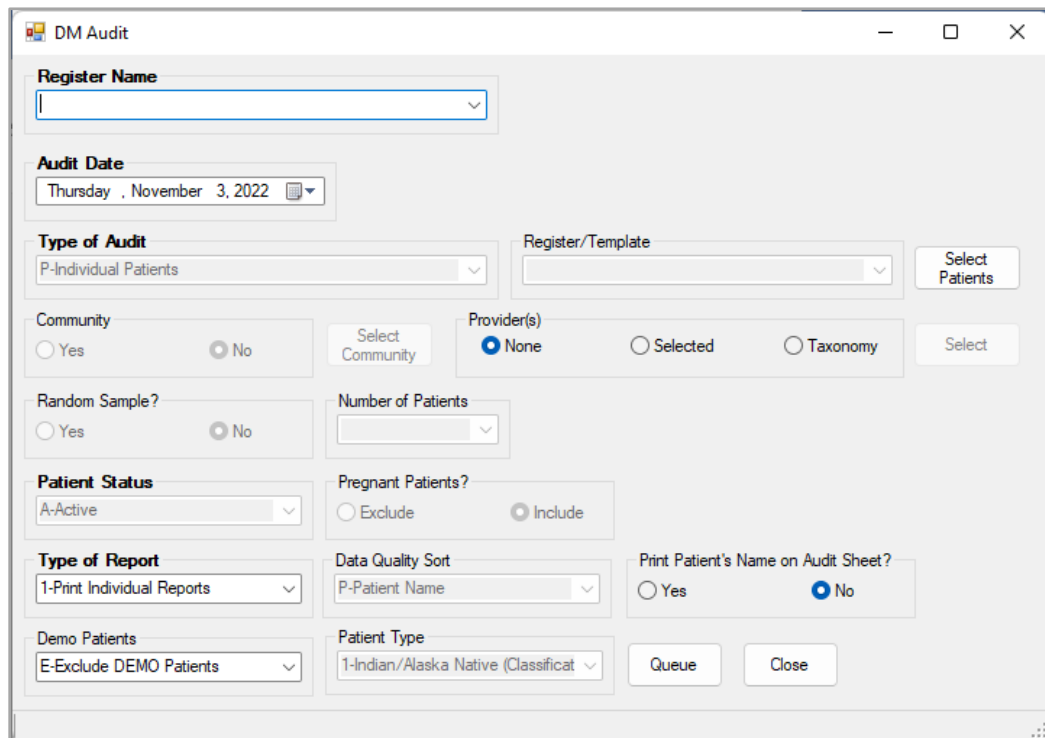 DM Audit
Register Name
Audit Date
Thursday , November 3, 2022
Type of Audit
P-Individual Patients
Register/Template
Select
Patients
Community
Yes No
Select
Community
Provider(s)
None Selected Taxonomy
Select
Random Sample?
Yes No
Number of Patients
Patient Status
A-Active
Pregnant Patients?
Exclude Include
Type of Report
1-Print Individual Reports
Data Quality Sort
P-Patient Name
Print Patient's Name on Audit Sheet?
Yes No
Demo Patients
E-Exclude DEMO Patients
Patient Type
1-Indian/Alaska Native (Classificat
Queue
Close